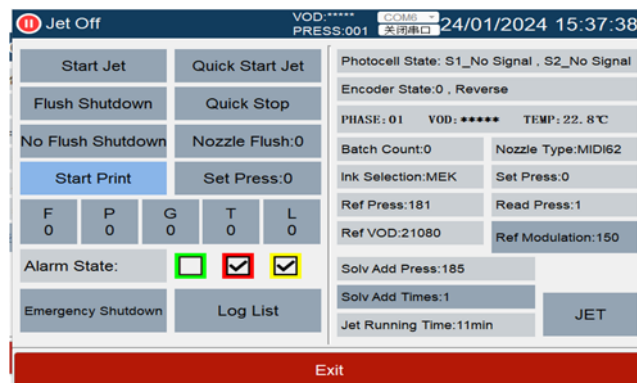 Jet Off
VOD:*****
PRESS:001
COM6
关闭串口
24/01/2024 15:37:38
Start Jet
Quick Start Jet
Flush Shutdown
Quick Stop
No Flush Shutdown
Nozzle Flush:0
Start Print
Set Press:0
F P G T L
0 0 0 0 0
Alarm State:
Emergency Shutdown
Log List
Photocell State: S1_No Signal , S2_No Signal
Encoder State:0 , Reverse
PHASE:01 VOD:***** TEMP:22.8℃
Batch Count:0
Nozzle Type:MIDI62
Ink Selection:MEK
Set Press:0
Ref Press:181
Read Press:1
Ref VOD:21080
Ref Modulation:150
Solv Add Press:185
Solv Add Times:1
Jet Running Time:11min
JET
Exit